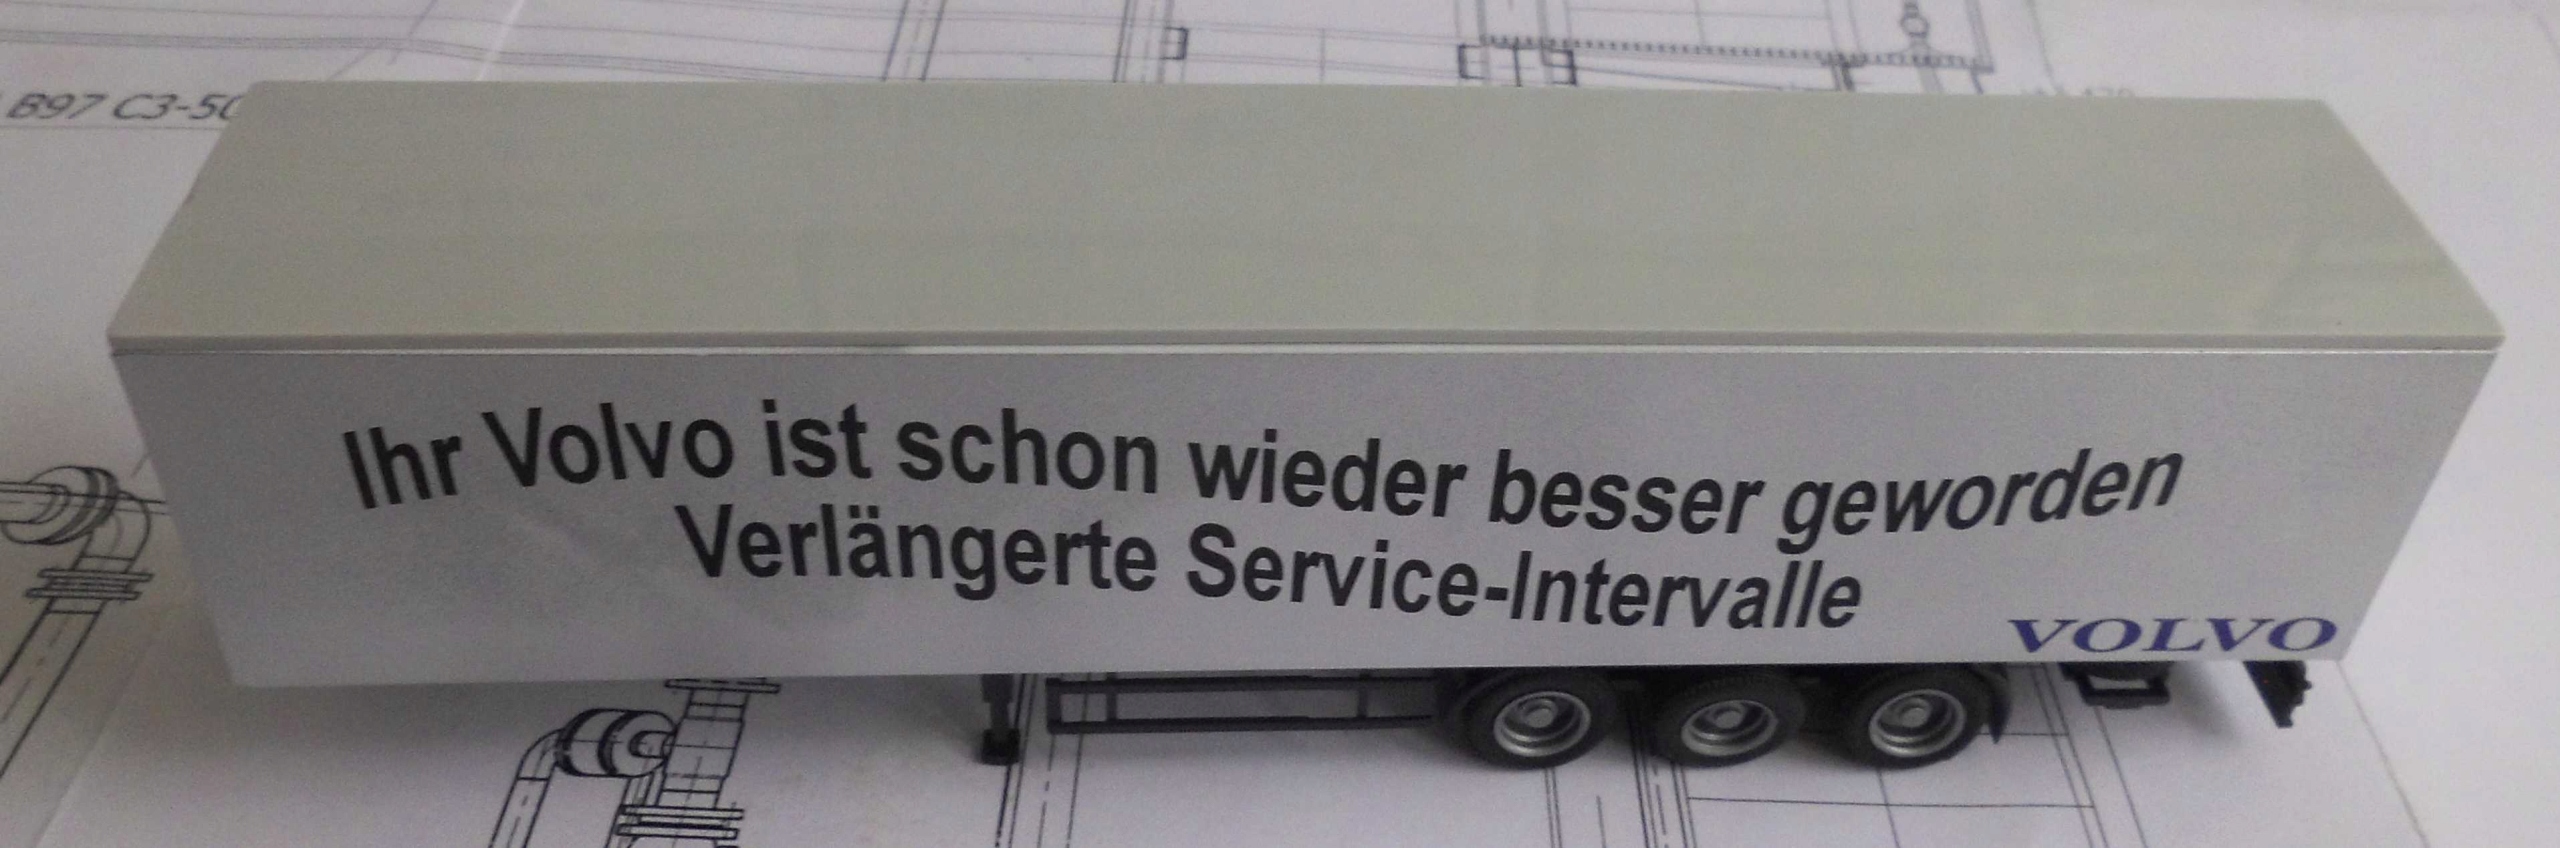 B97 C3-5
Ihr Volvo ist schon wieder besser geworden
Verlängerte Service-Intervalle
VOLVO